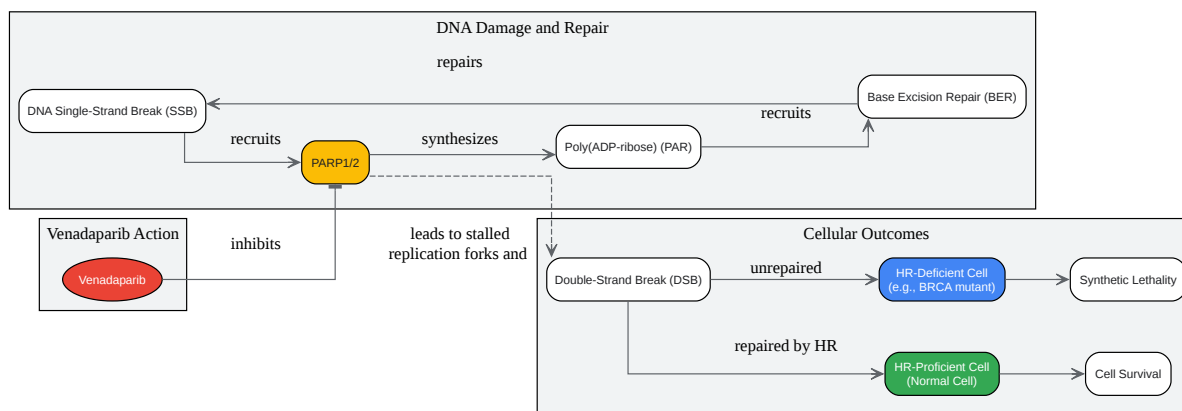 DNA Damage and Repair
repairs
DNA Single-Strand Break (SSB)
Base Excision Repair (BER)
recruits
recruits
synthesizes
PARP1/2
Poly(ADP-ribose) (PAR)
Venadaparib Action
inhibits
Venadaparib
leads to stalled
replication forks and
Cellular Outcomes
Double-Strand Break (DSB)
unrepaired
HR-Deficient Cell
(e.g., BRCA mutant)
Synthetic Lethality
repaired by HR
HR-Proficient Cell
(Normal Cell)
Cell Survival